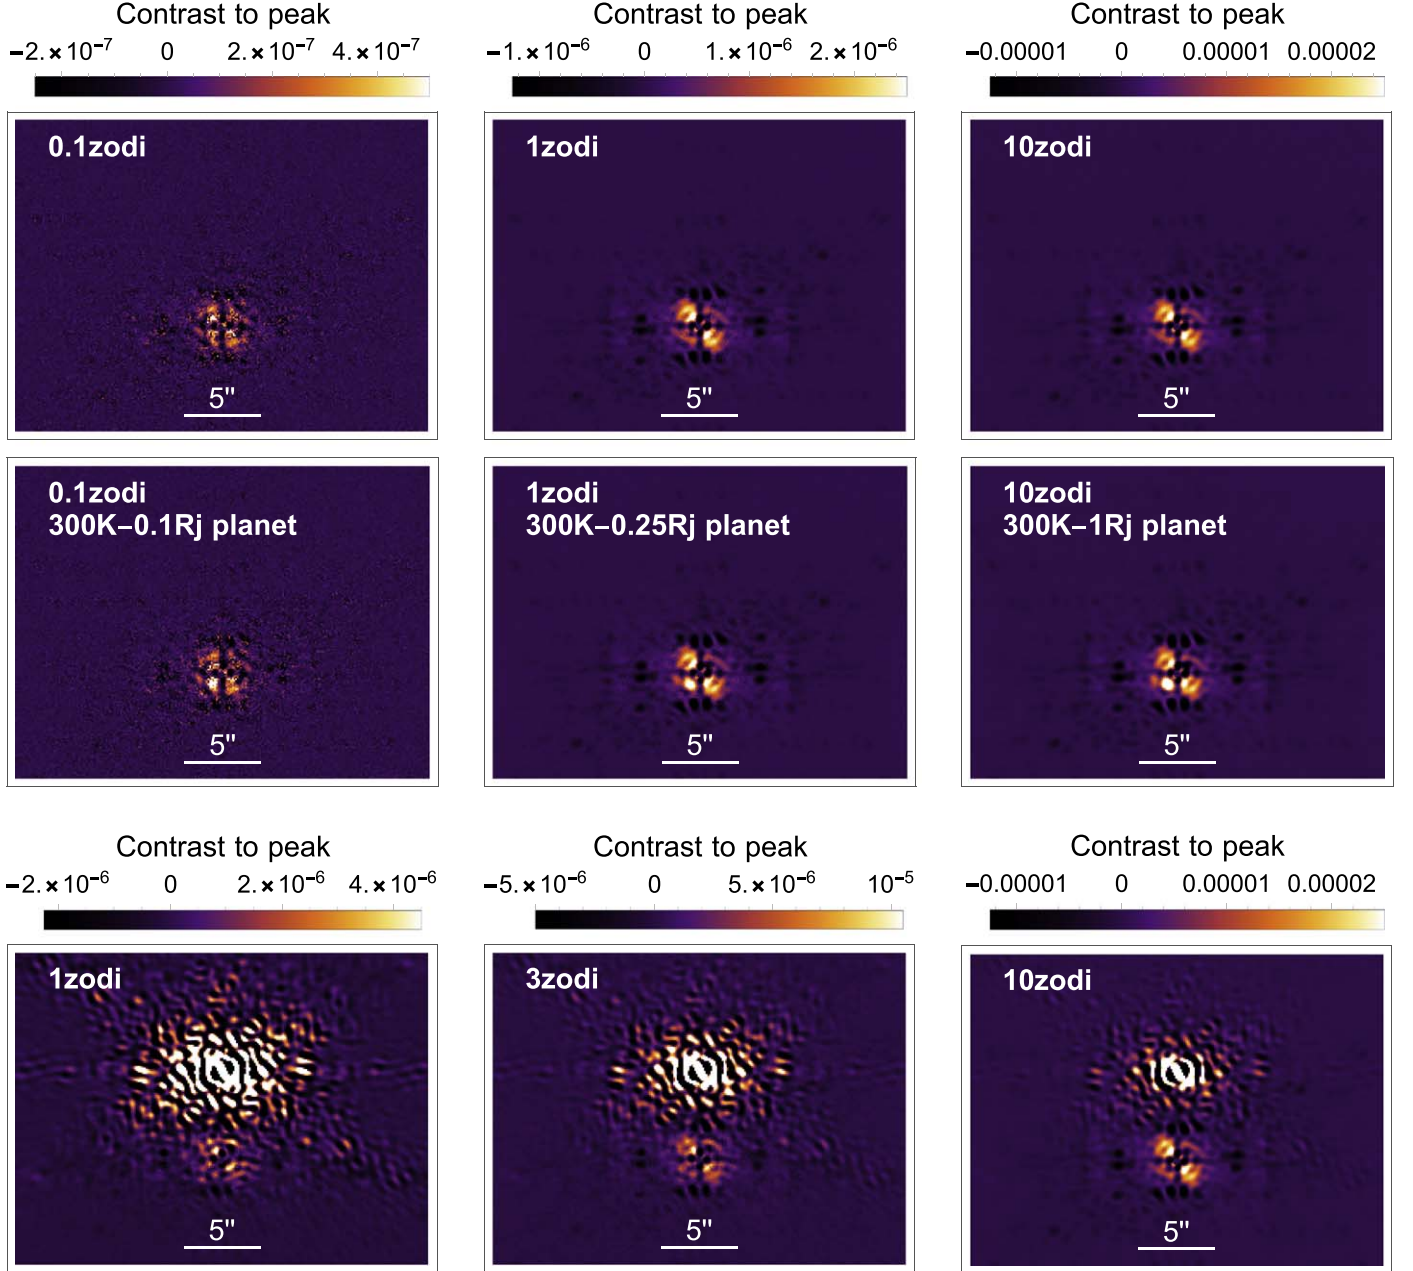 Contrast to peak Contrast to peak Contrast to peak
−2.×10⁻⁷ 0 2.×10⁻⁷ 4.×10⁻⁷ −1.×10⁻⁶ 0 1.×10⁻⁶ 2.×10⁻⁶ −0.00001 0 0.00001 0.00002
0.1zodi 1zodi 10zodi
5" 5" 5"
0.1zodi 1zodi 10zodi
300K−0.1Rj planet 300K−0.25Rj planet 300K−1Rj planet
5" 5" 5"
Contrast to peak Contrast to peak Contrast to peak
−2.×10⁻⁶ 0 2.×10⁻⁶ 4.×10⁻⁶ −5.×10⁻⁶ 0 5.×10⁻⁶ 10⁻⁵ −0.00001 0 0.00001 0.00002
1zodi 3zodi 10zodi
5" 5" 5"